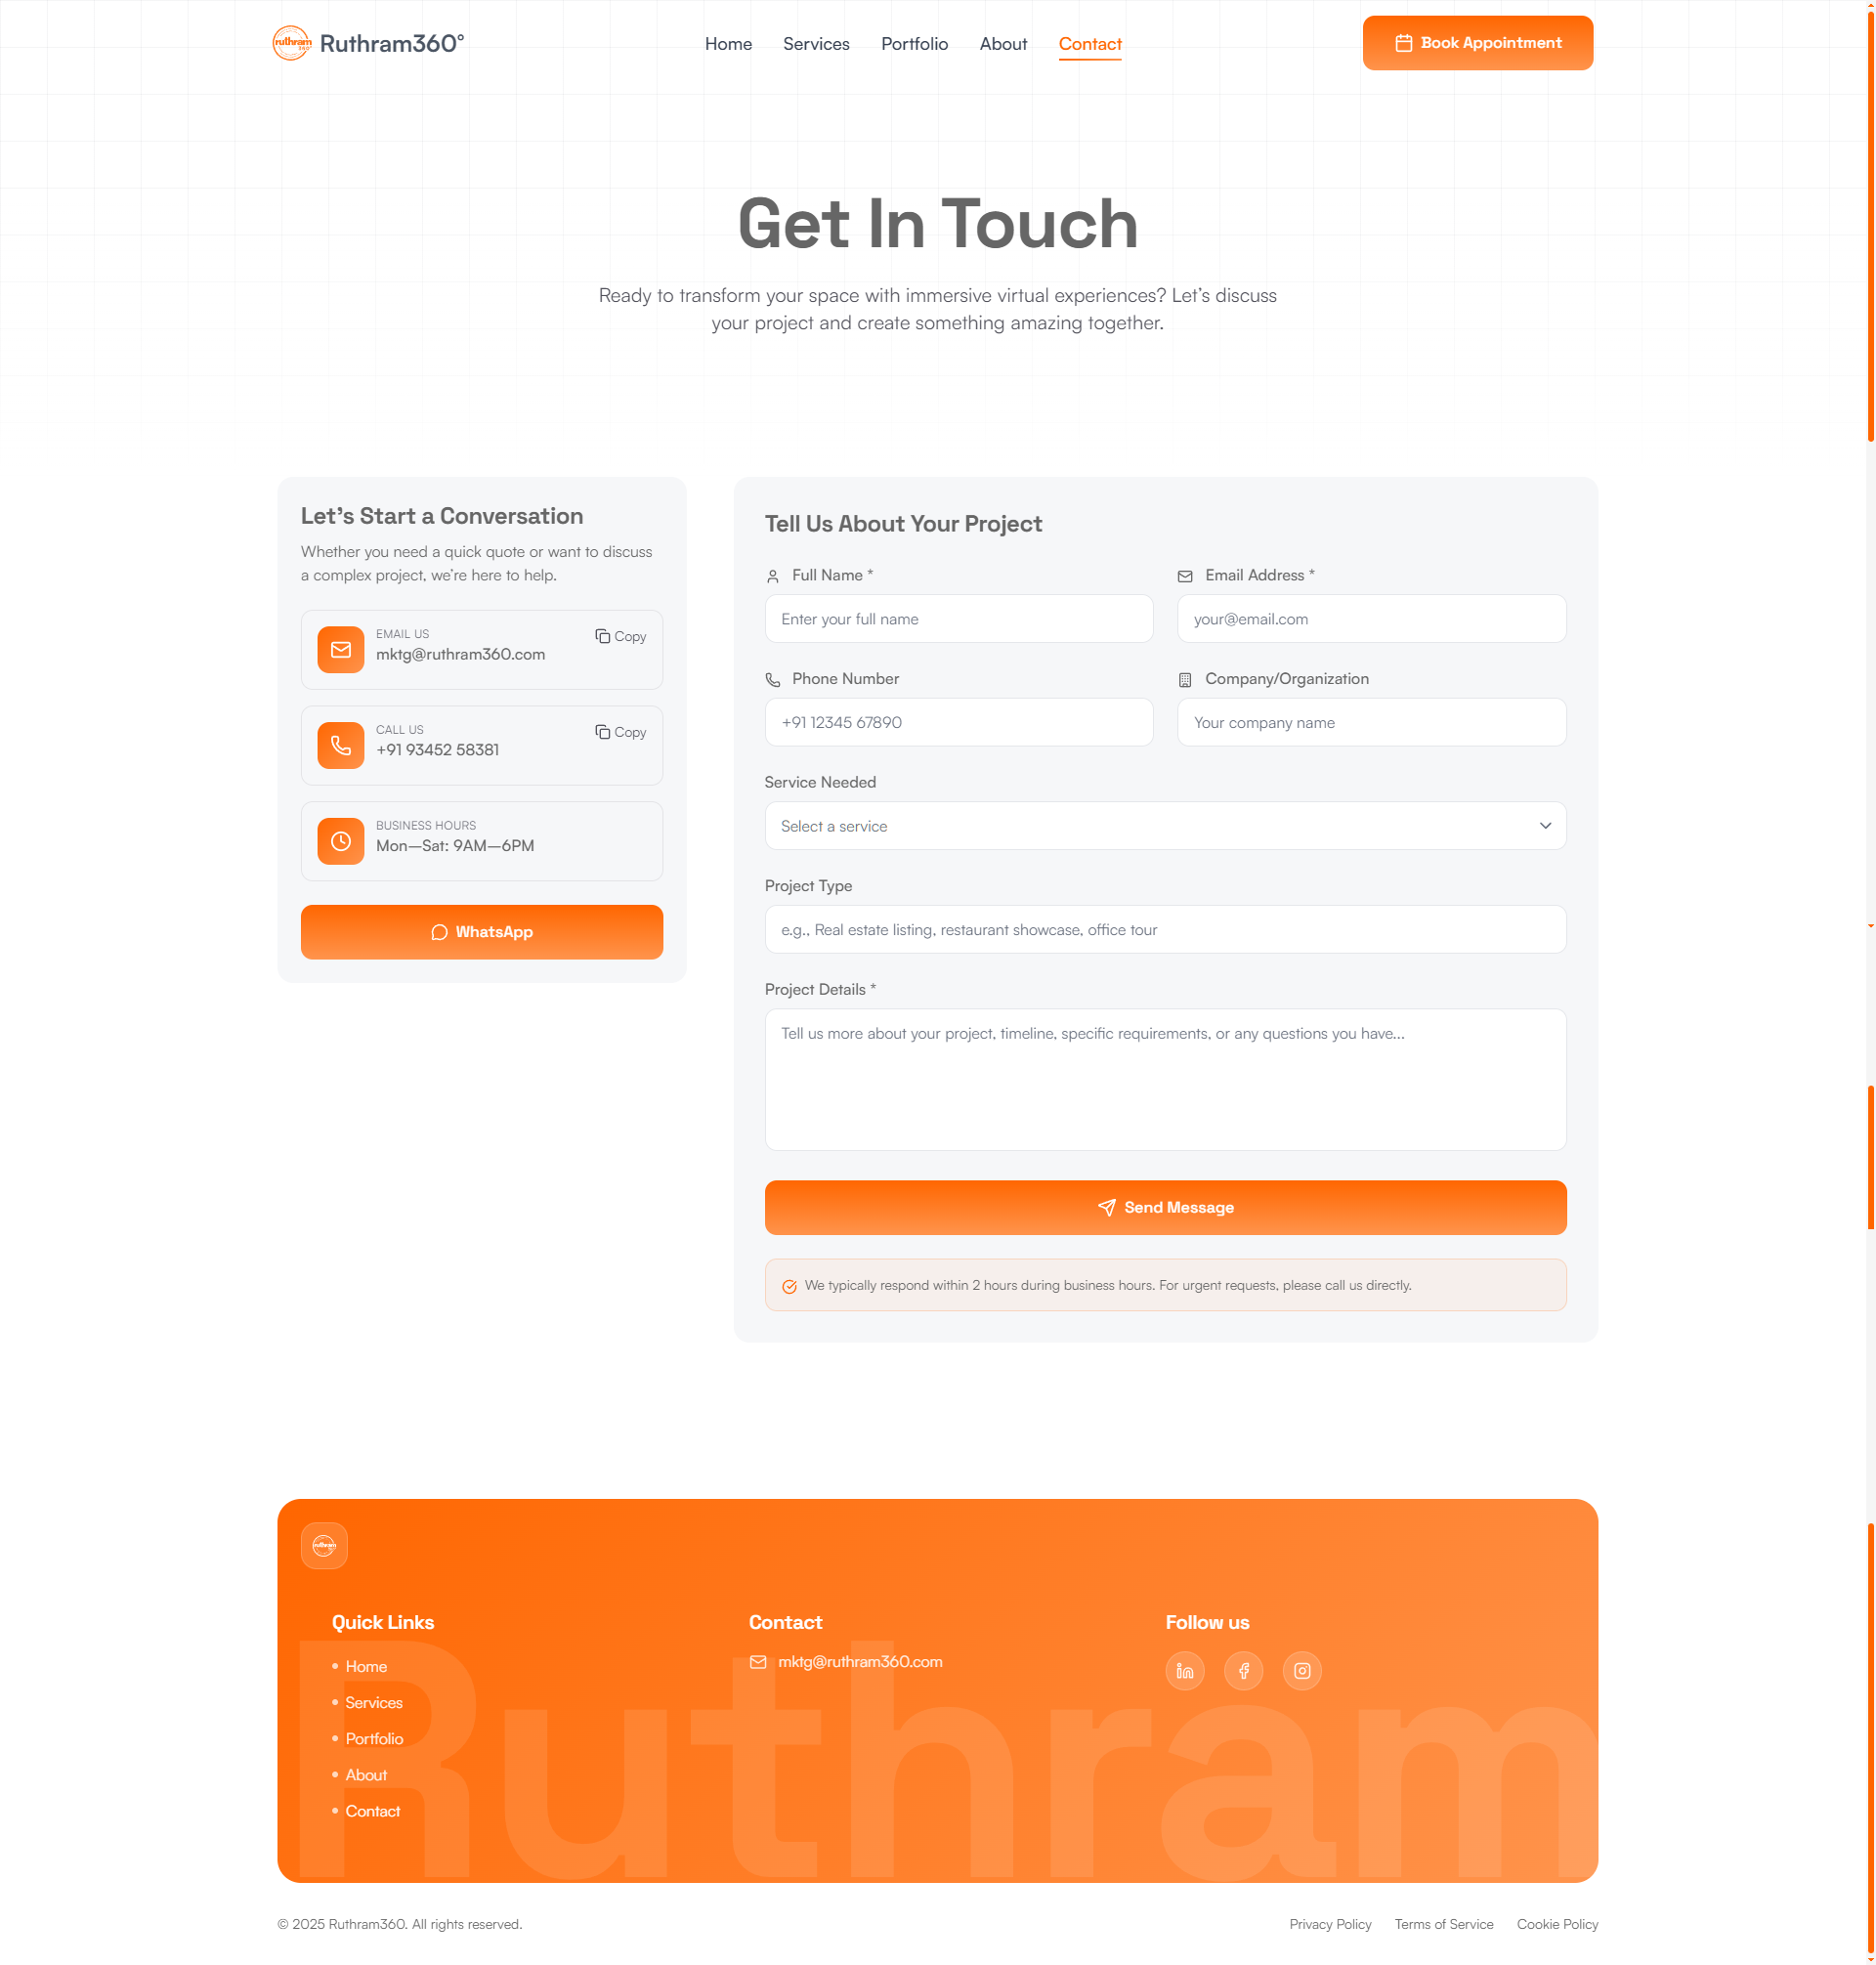 ruthram
360°
Ruthram360°
Home
Services
Portfolio
About
Contact
Book Appointment
Get In Touch
Ready to transform your space with immersive virtual experiences? Let's discuss
your project and create something amazing together.
Let's Start a Conversation
Whether you need a quick quote or want to discuss
a complex project, we're here to help.
EMAIL US
mktg@ruthram360.com
Copy
CALL US
+91 93452 58381
Copy
BUSINESS HOURS
Mon—Sat: 9AM—6PM
WhatsApp
Tell Us About Your Project
Full Name *
Enter your full name
Email Address *
your@email.com
Phone Number
+91 12345 67890
Company/Organization
Your company name
Service Needed
Select a service
Project Type
e.g., Real estate listing, restaurant showcase, office tour
Project Details *
Tell us more about your project, timeline, specific requirements, or any questions you have...
Send Message
We typically respond within 2 hours during business hours. For urgent requests, please call us directly.
ruthram
Quick Links
Home
Services
Portfolio
About
Contact
Contact
mktg@ruthram360.com
Follow us
Ruthram
© 2025 Ruthram360. All rights reserved.
Privacy Policy
Terms of Service
Cookie Policy